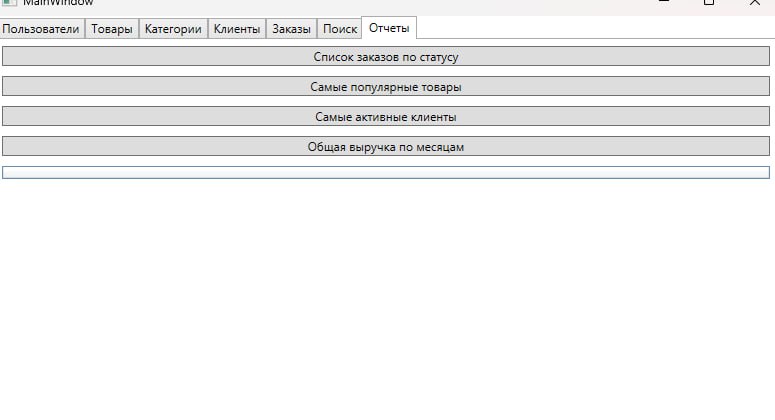 MainWindow
Пользователи Товары Категории Клиенты Заказы Поиск Отчеты
Список заказов по статусу
Самые популярные товары
Самые активные клиенты
Общая выручка по месяцам